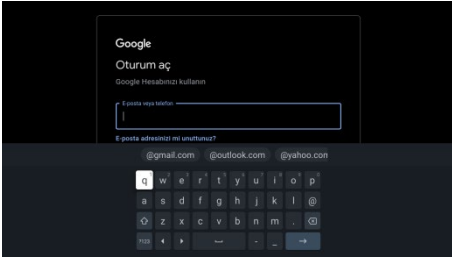 Google
Oturum aç
Google Hesabınızı kullanın
E-posta veya telefon
E-posta adresinizi mi unuttunuz?
@gmail.com @outlook.com @yahoo.con
q w e r t y u i o p
a s d f g h j k l @
z x c v b n m .
?123 - _